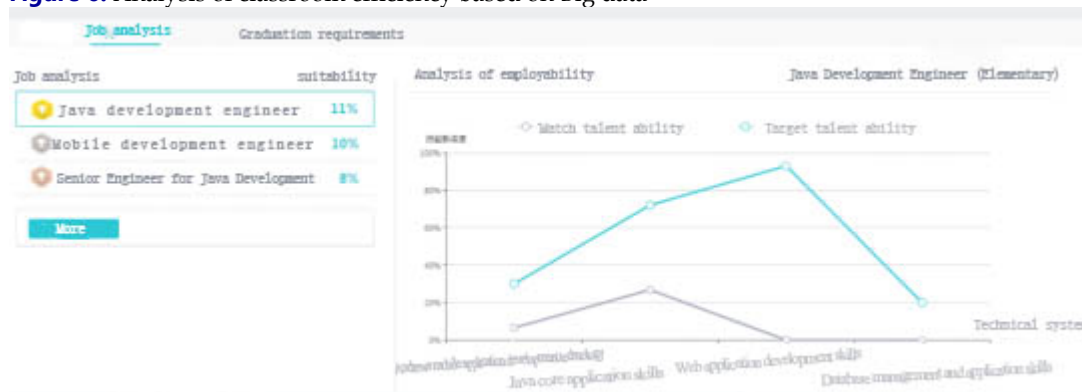 Analysis of classroom efficiency based on big data
Job analysis
Graduation requirements
Job analysis
suitability
Java development engineer 11%
Mobile development engineer 10%
Senior Engineer for Java Development 8%
More
Analysis of employability
Java Development Engineer (Elementary)
Match talent ability
Target talent ability
100%
80%
60%
40%
20%
0%
Technical syste
Java core application skills
Web application development skills
Database management and application skills